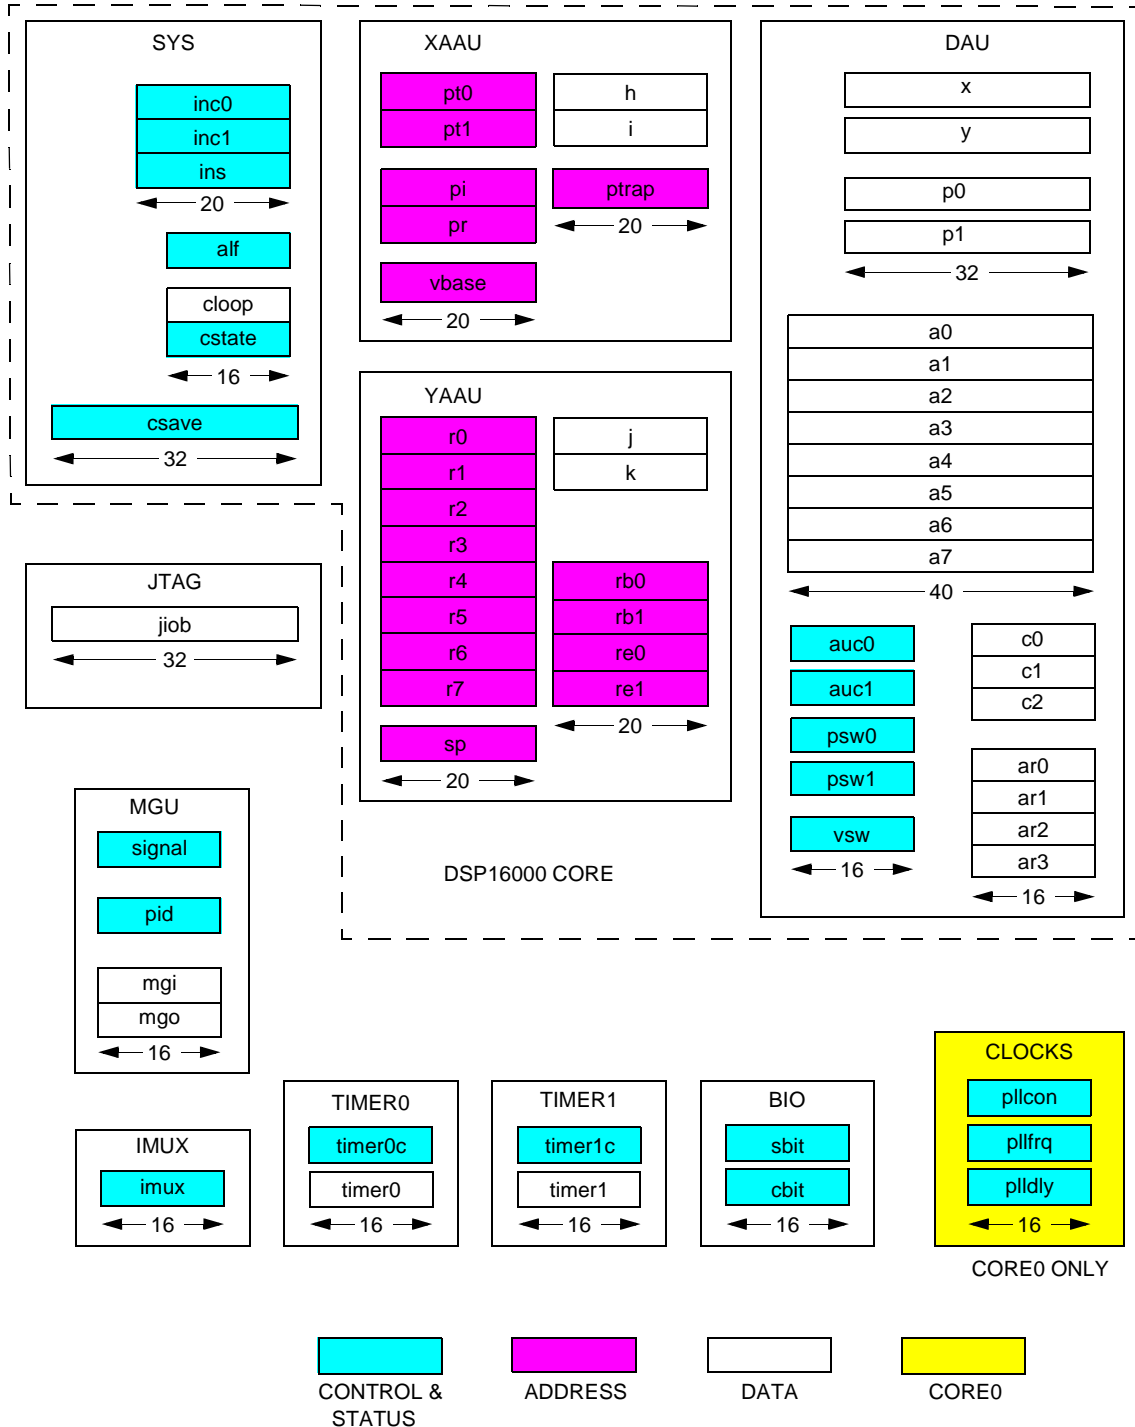 SYS
inc0
inc1
ins
20
alf
cloop
cstate
16
csave
32
XAAU
pt0
pt1
h
i
pi
pr
ptrap
20
vbase
20
YAAU
r0
r1
r2
r3
r4
r5
r6
r7
j
k
rb0
rb1
re0
re1
20
sp
20
DAU
x
y
p0
p1
32
a0
a1
a2
a3
a4
a5
a6
a7
40
auc0
auc1
psw0
psw1
vsw
16
c0
c1
c2
ar0
ar1
ar2
ar3
16
DSP16000 CORE
JTAG
jiob
32
MGU
signal
pid
mgi
mgo
16
IMUX
imux
16
TIMER0
timer0c
timer0
16
TIMER1
timer1c
timer1
16
BIO
sbit
cbit
16
CLOCKS
pllcon
pllfrq
plldly
16
CORE0 ONLY
CONTROL &
STATUS
ADDRESS
DATA
CORE0